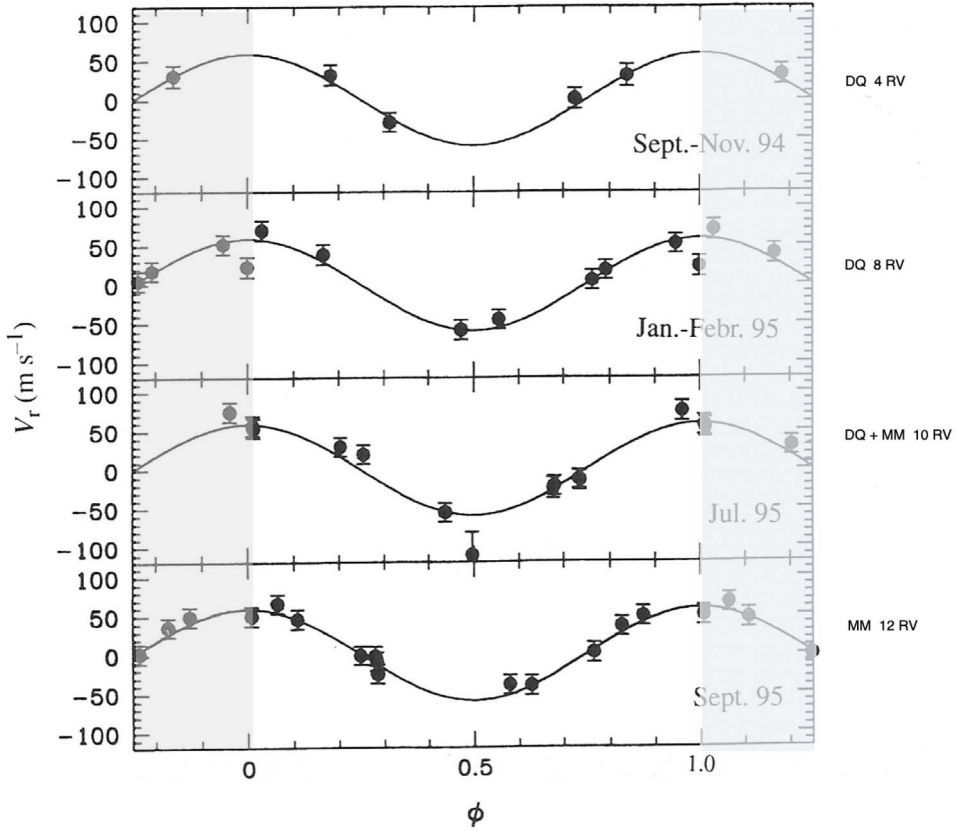 100
50
0
−50
−100
DQ 4 RV
Sept.-Nov. 94
100
50
0
−50
−100
DQ 8 RV
Jan.-Febr. 95
100
50
0
−50
−100
DQ + MM 10 RV
Jul. 95
100
50
0
−50
−100
MM 12 RV
Sept. 95
V_r (m s⁻¹)
0
0.5
1.0
ϕ